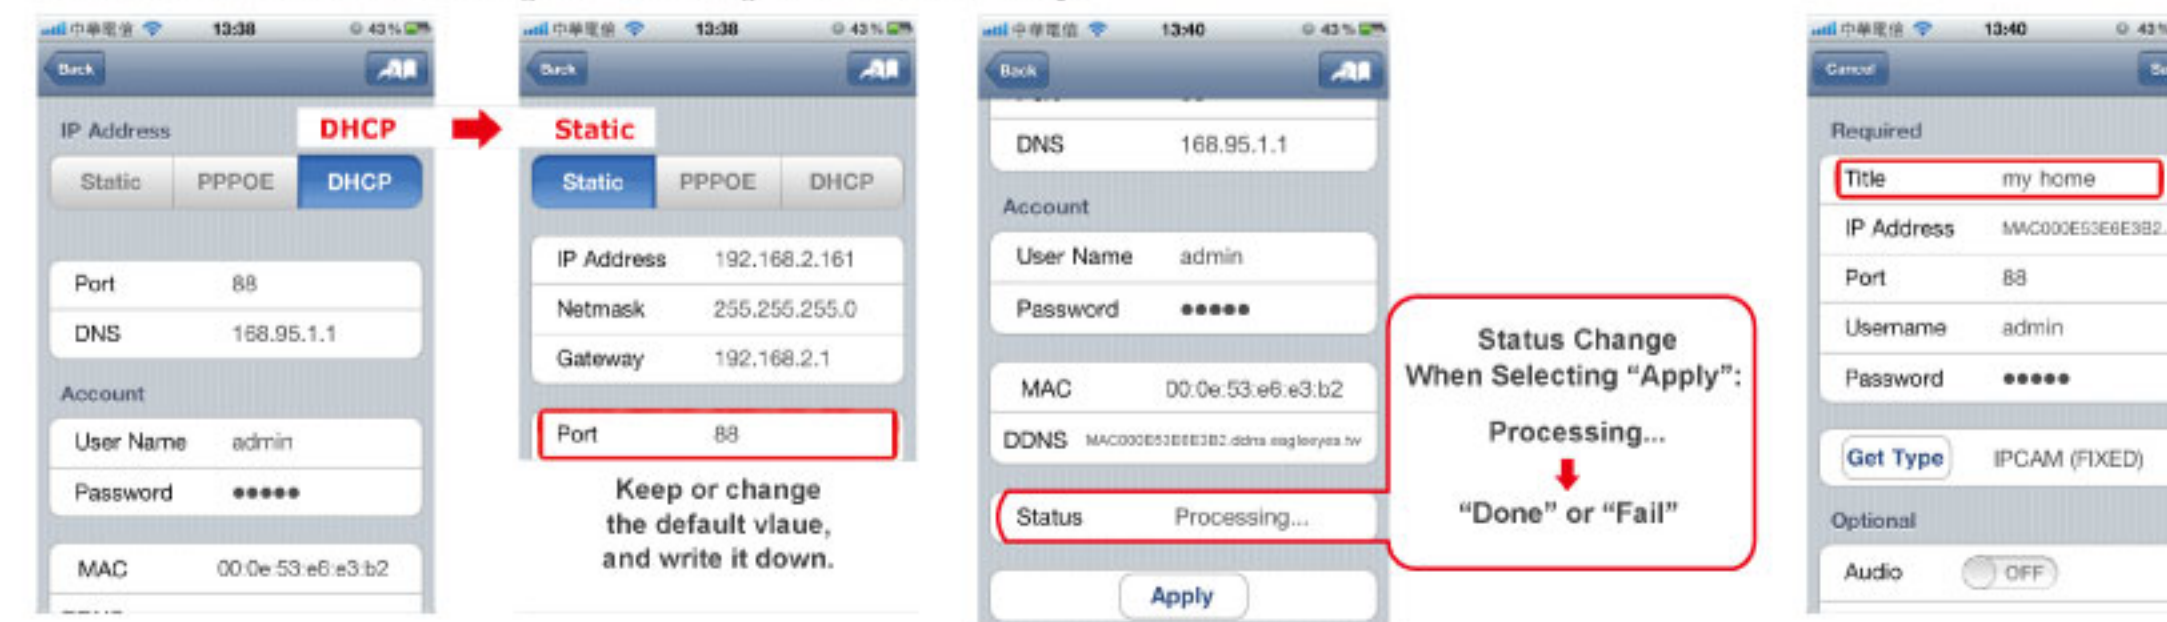 中華電信 13:38 43%
Back
IP Address
DHCP
Static PPPOE DHCP
Port 88
DNS 168.95.1.1
Account
User Name admin
Password ●●●●●
MAC 00:0e:53:e6:e3:b2
中華電信 13:38 43%
Back
Static
Static PPPOE DHCP
IP Address 192.168.2.161
Netmask 255.255.255.0
Gateway 192.168.2.1
Port 88
Keep or change
the default vlaue,
and write it down.
中華電信 13:40 43%
Back
DNS 168.95.1.1
Account
User Name admin
Password ●●●●●
MAC 00:0e:53:e6:e3:b2
DDNS MAC000E53E6E3B2.ddns.eagleeyes.tw
Status Processing...
Apply
Status Change
When Selecting “Apply”:
Processing...
“Done” or “Fail”
中華電信 13:40 43%
Cancel
Required
Title my home
IP Address MAC000E53E6E3B2.
Port 88
Username admin
Password ●●●●●
Get Type IPCAM (FIXED)
Optional
Audio OFF